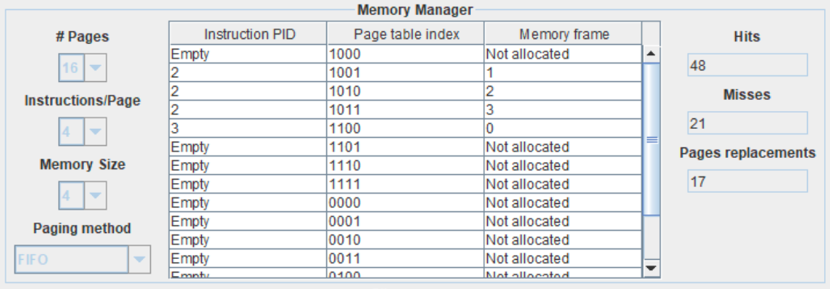 Memory Manager
# Pages
16
Instructions/Page
4
Memory Size
4
Paging method
FIFO
Instruction PID Page table index Memory frame
Empty 1000 Not allocated
2 1001 1
2 1010 2
2 1011 3
3 1100 0
Empty 1101 Not allocated
Empty 1110 Not allocated
Empty 1111 Not allocated
Empty 0000 Not allocated
Empty 0001 Not allocated
Empty 0010 Not allocated
Empty 0011 Not allocated
Empty 0100 Not allocated
Hits
48
Misses
21
Pages replacements
17